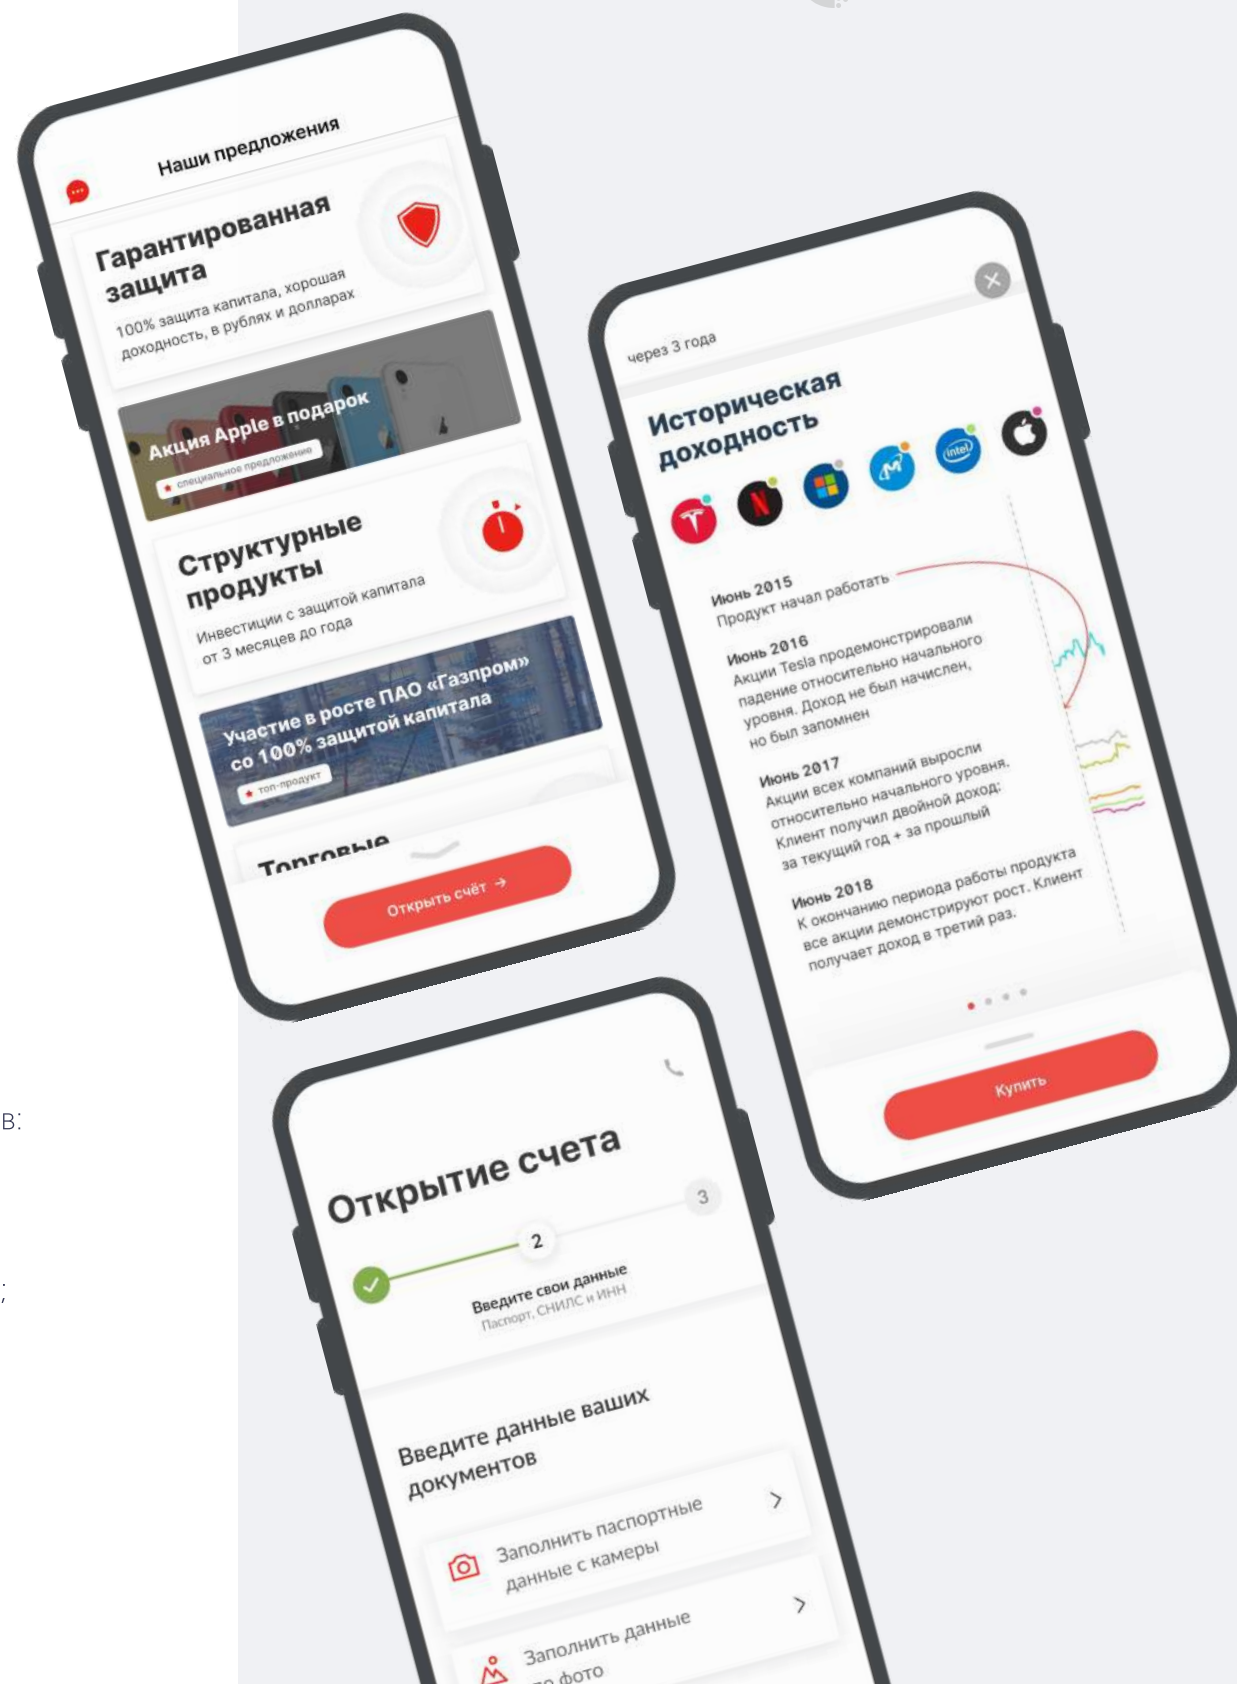 Наши предложения
Гарантированная
защита
100% защита капитала, хорошая
доходность, в рублях и долларах
Акция Apple в подарок
специальное предложение
Структурные
продукты
Инвестиции с защитой капитала
от 3 месяцев до года
Участие в росте ПАО «Газпром»
со 100% защитой капитала
топ-продукт
Торговые
Открыть счёт →
через 3 года
Историческая
доходность
intel
Июнь 2015
Продукт начал работать
Июнь 2016
Акции Tesla продемонстрировали
падение относительно начального
уровня. Доход не был начислен,
но был запомнен
Июнь 2017
Акции всех компаний выросли
относительно начального уровня.
Клиент получил двойной доход:
за текущий год + за прошлый
Июнь 2018
К окончанию периода работы продукта
все акции демонстрируют рост. Клиент
получает доход в третий раз.
Купить
в:
;
Открытие счета
2
3
Введите свои данные
Паспорт, СНИЛС и ИНН
Введите данные ваших
документов
Заполнить паспортные
данные с камеры
Заполнить данные
по фото